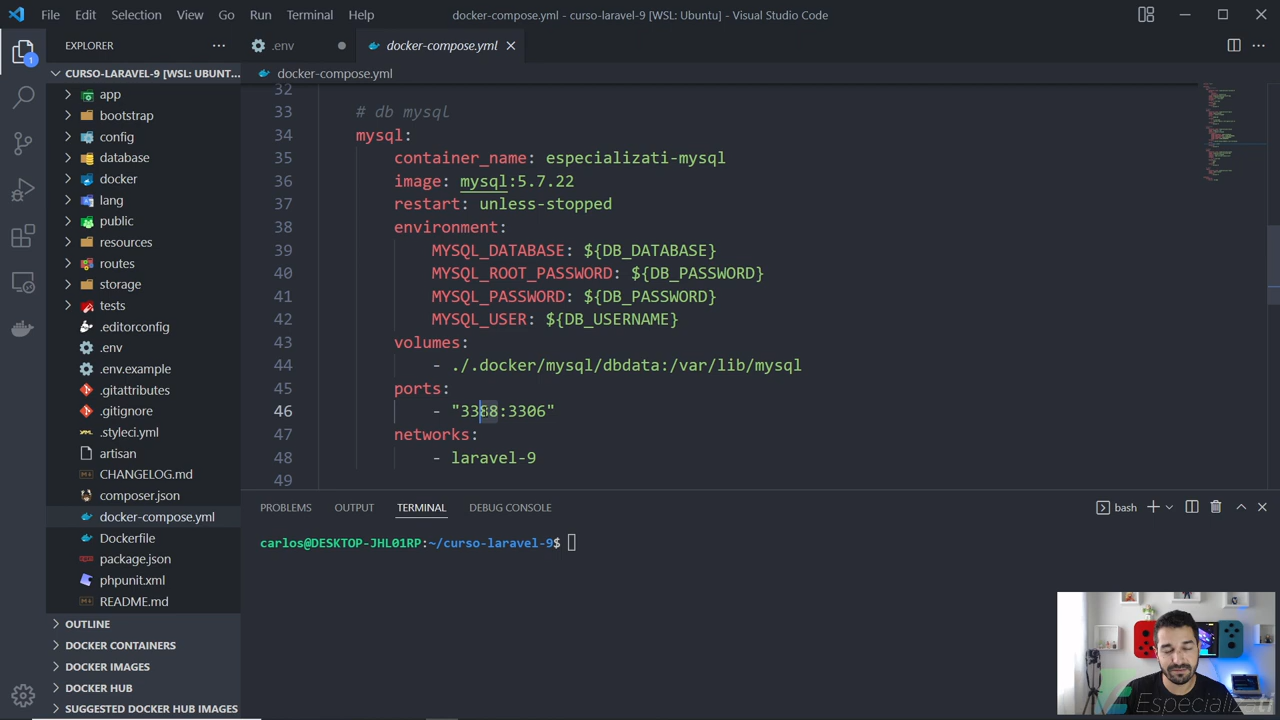 File Edit Selection View Go Run Terminal Help docker-compose.yml - curso-laravel-9 [WSL: Ubuntu] - Visual Studio Code
EXPLORER
.env
docker-compose.yml
CURSO-LARAVEL-9 [WSL: UBUNT...
docker-compose.yml
1
app
bootstrap
config
database
docker
lang
public
resources
routes
storage
tests
.editorconfig
.env
.env.example
.gitattributes
.gitignore
.styleci.yml
artisan
CHANGELOG.md
composer.json
docker-compose.yml
Dockerfile
package.json
phpunit.xml
README.md
OUTLINE
DOCKER CONTAINERS
DOCKER IMAGES
DOCKER HUB
SUGGESTED DOCKER HUB IMAGES
32
33 # db mysql
34 mysql:
35 container_name: especializati-mysql
36 image: mysql:5.7.22
37 restart: unless-stopped
38 environment:
39 MYSQL_DATABASE: ${DB_DATABASE}
40 MYSQL_ROOT_PASSWORD: ${DB_PASSWORD}
41 MYSQL_PASSWORD: ${DB_PASSWORD}
42 MYSQL_USER: ${DB_USERNAME}
43 volumes:
44 - ./.docker/mysql/dbdata:/var/lib/mysql
45 ports:
46 - "3388:3306"
47 networks:
48 - laravel-9
49
PROBLEMS OUTPUT TERMINAL DEBUG CONSOLE bash
carlos@DESKTOP-JHL01RP:~/curso-laravel-9$
Especializati